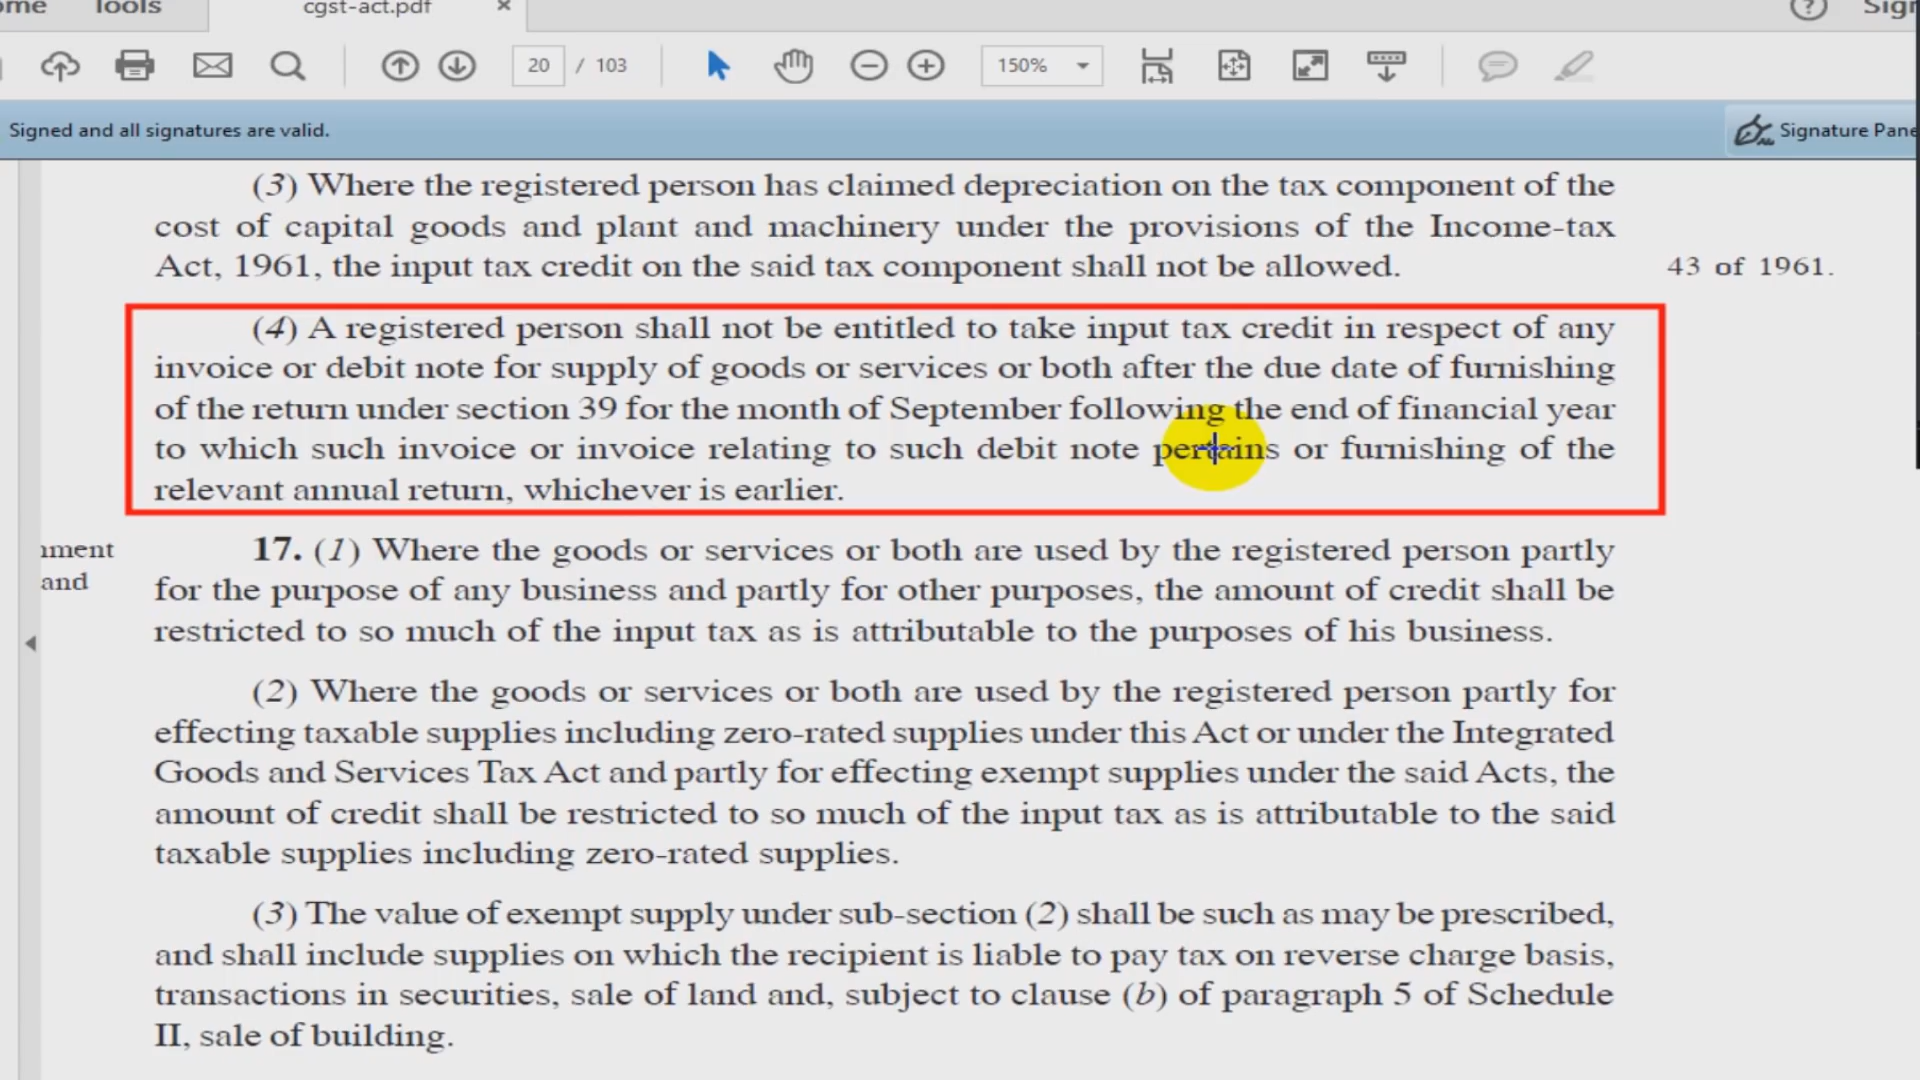 Tools
cgst-act.pdf ×
20 / 103
150%
Signed and all signatures are valid.
Signature Pane
(3) Where the registered person has claimed depreciation on the tax component of the
cost of capital goods and plant and machinery under the provisions of the Income-tax
Act, 1961, the input tax credit on the said tax component shall not be allowed.
43 of 1961.
(4) A registered person shall not be entitled to take input tax credit in respect of any
invoice or debit note for supply of goods or services or both after the due date of furnishing
of the return under section 39 for the month of September following the end of financial year
to which such invoice or invoice relating to such debit note pertains or furnishing of the
relevant annual return, whichever is earlier.
17. (1) Where the goods or services or both are used by the registered person partly
for the purpose of any business and partly for other purposes, the amount of credit shall be
restricted to so much of the input tax as is attributable to the purposes of his business.
nment
and
(2) Where the goods or services or both are used by the registered person partly for
effecting taxable supplies including zero-rated supplies under this Act or under the Integrated
Goods and Services Tax Act and partly for effecting exempt supplies under the said Acts, the
amount of credit shall be restricted to so much of the input tax as is attributable to the said
taxable supplies including zero-rated supplies.
(3) The value of exempt supply under sub-section (2) shall be such as may be prescribed,
and shall include supplies on which the recipient is liable to pay tax on reverse charge basis,
transactions in securities, sale of land and, subject to clause (b) of paragraph 5 of Schedule
II, sale of building.